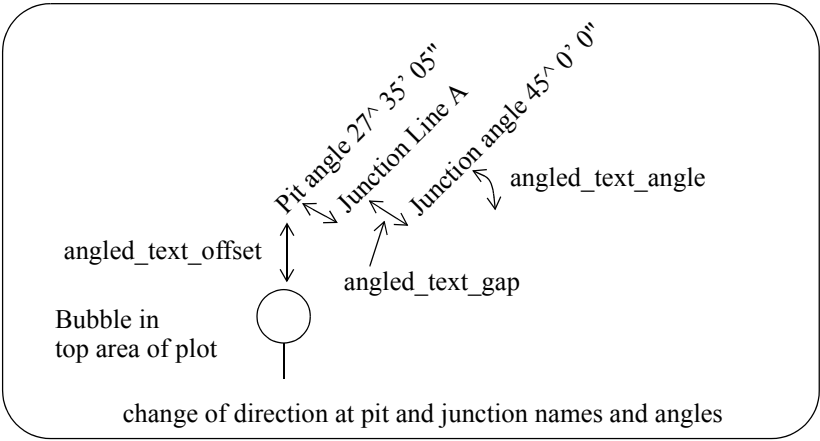 Pit angle 27^ 35’ 05"
Junction Line A
Junction angle 45^ 0’ 0"
angled_text_angle
angled_text_offset
angled_text_gap
Bubble in
top area of plot
change of direction at pit and junction names and angles